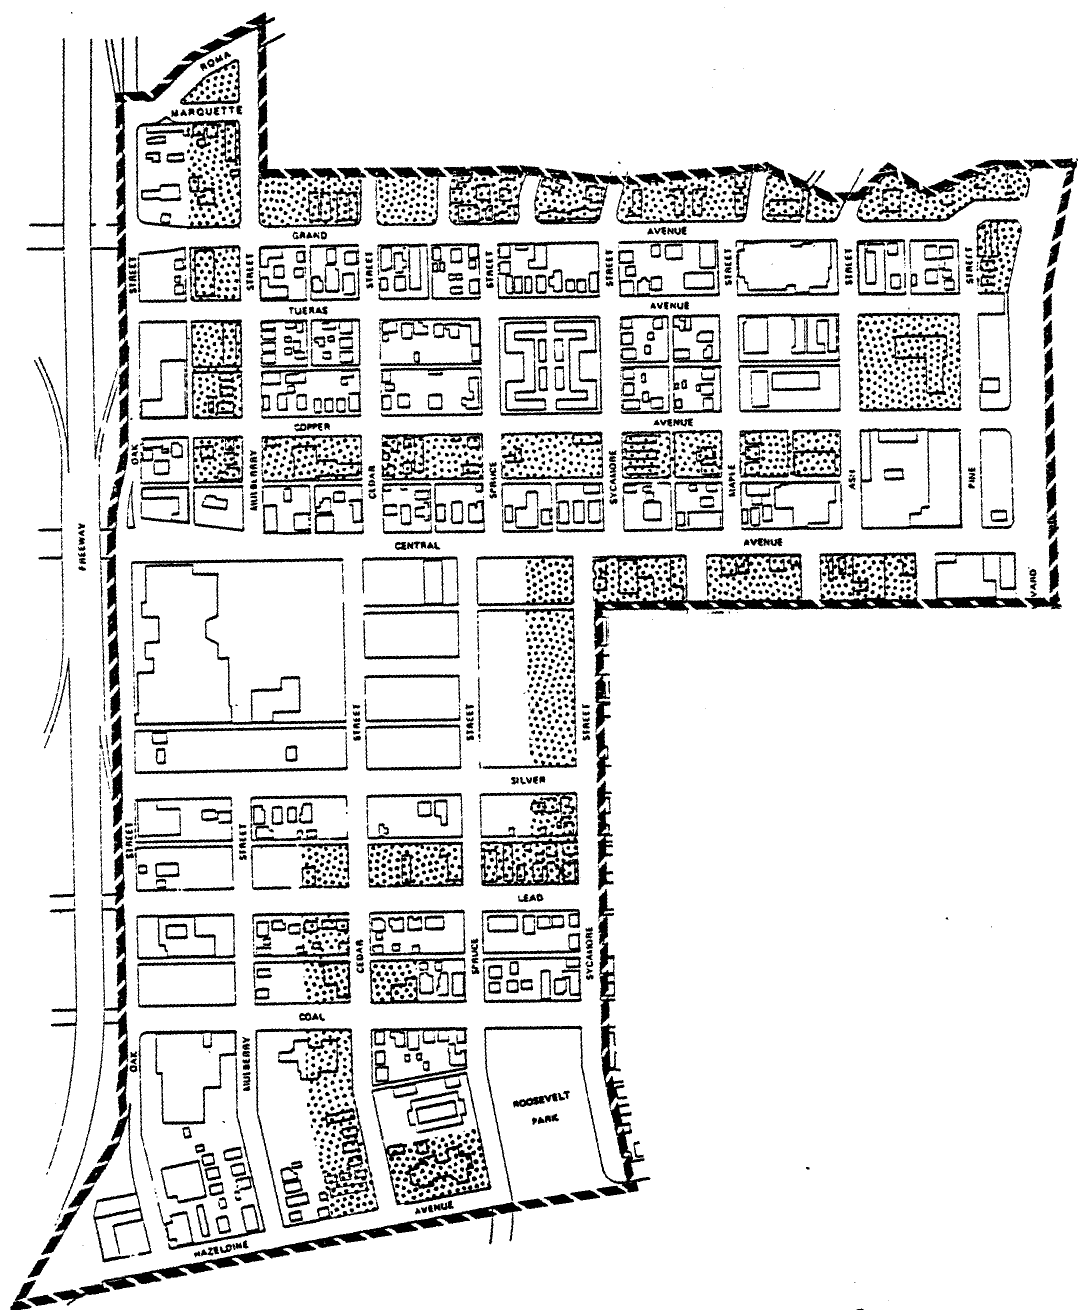 ROMA
MARQUETTE
GRAND
AVENUE
STREET
STREET
STREET
STREET
STREET
STREET
STREET
STREET
TIJERAS
AVENUE
COPPER
AVENUE
OAK
MULBERRY
CEDAR
SPRUCE
SYCAMORE
MAPLE
ASH
PINE
FREEWAY
CENTRAL
AVENUE
YARD
STREET
STREET
STREET
SILVER
STREET
STREET
LEAD
CEDAR
SPRUCE
SYCAMORE
COAL
OAK
MULBERRY
ROOSEVELT
PARK
HAZELDINE
AVENUE